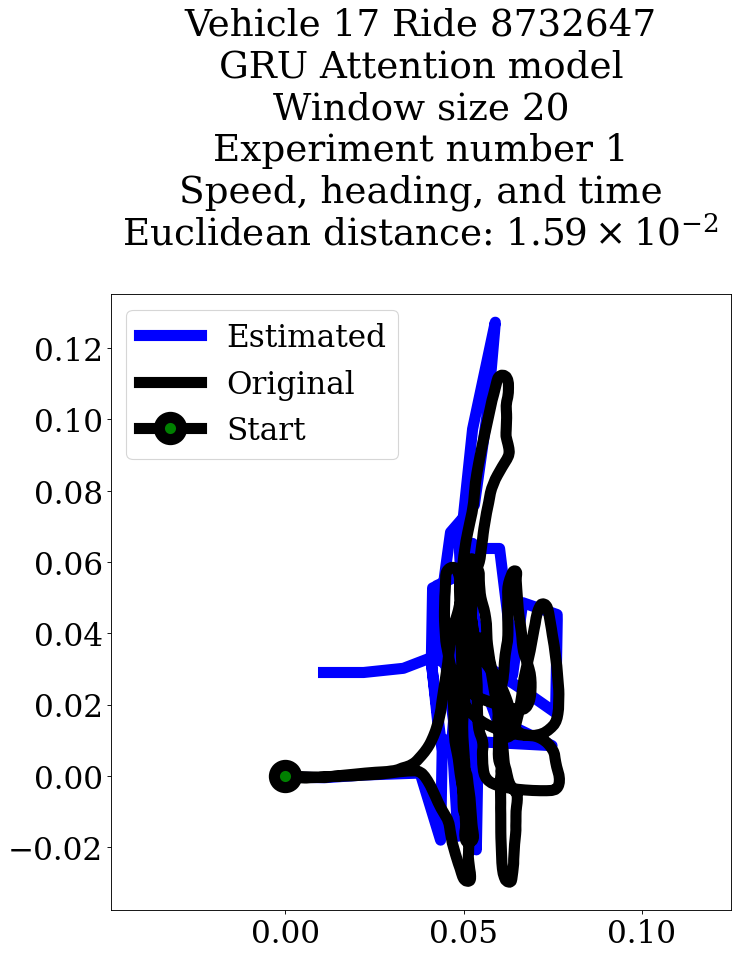 Vehicle 17 Ride 8732647
GRU Attention model
Window size 20
Experiment number 1
Speed, heading, and time
Euclidean distance: 1.59 × 10⁻²
Estimated
Original
Start
0.12
0.10
0.08
0.06
0.04
0.02
0.00
−0.02
0.00 0.05 0.10